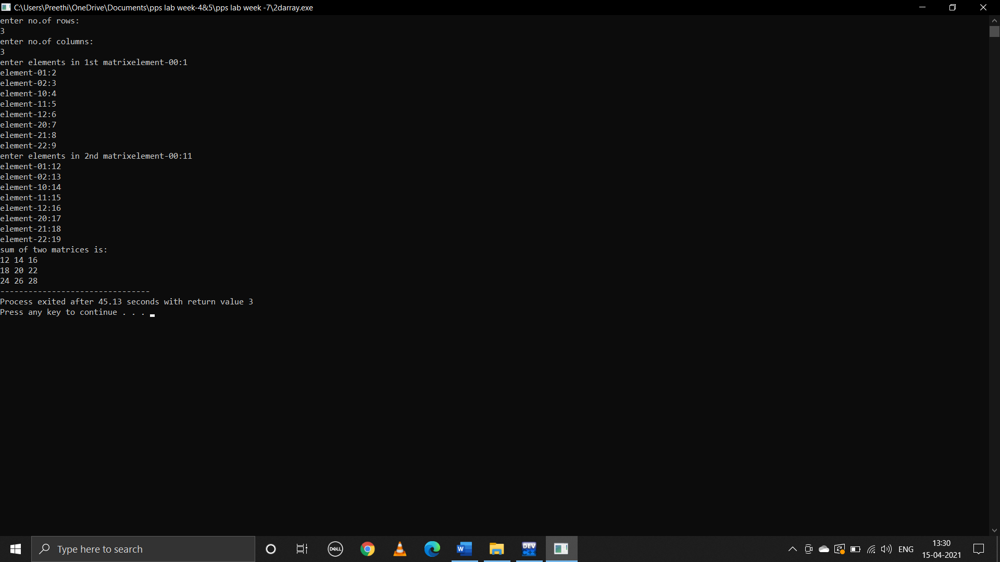 C:\Users\Preethi\OneDrive\Documents\pps lab week-4&5\pps lab week -7\2darray.exe
enter no.of rows:
3
enter no.of columns:
3
enter elements in 1st matrixelement-00:1
element-01:2
element-02:3
element-10:4
element-11:5
element-12:6
element-20:7
element-21:8
element-22:9
enter elements in 2nd matrixelement-00:11
element-01:12
element-02:13
element-10:14
element-11:15
element-12:16
element-20:17
element-21:18
element-22:19
sum of two matrices is:
12 14 16
18 20 22
24 26 28
--------------------------------
Process exited after 45.13 seconds with return value 3
Press any key to continue . . .
Type here to search
DELL
W
DEV
C++
ENG
13:30
15-04-2021